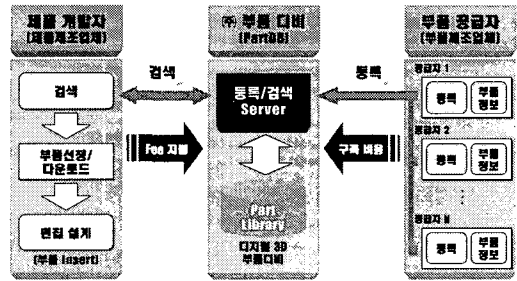 제품 개발자
(제품제조업체)
검색
부품선정/
다운로드
편집 설계
(부품 Insert)
검색
Fee 지불
㈜ 부품 디비
(PartDB)
등록/검색
Server
Part
Library
디지털 3D
부품디비
등록
구축 비용
부품 공급자
(부품제조업체)
공급자 1
등록
부품
정보
공급자 2
등록
부품
정보
공급자 N
등록
부품
정보